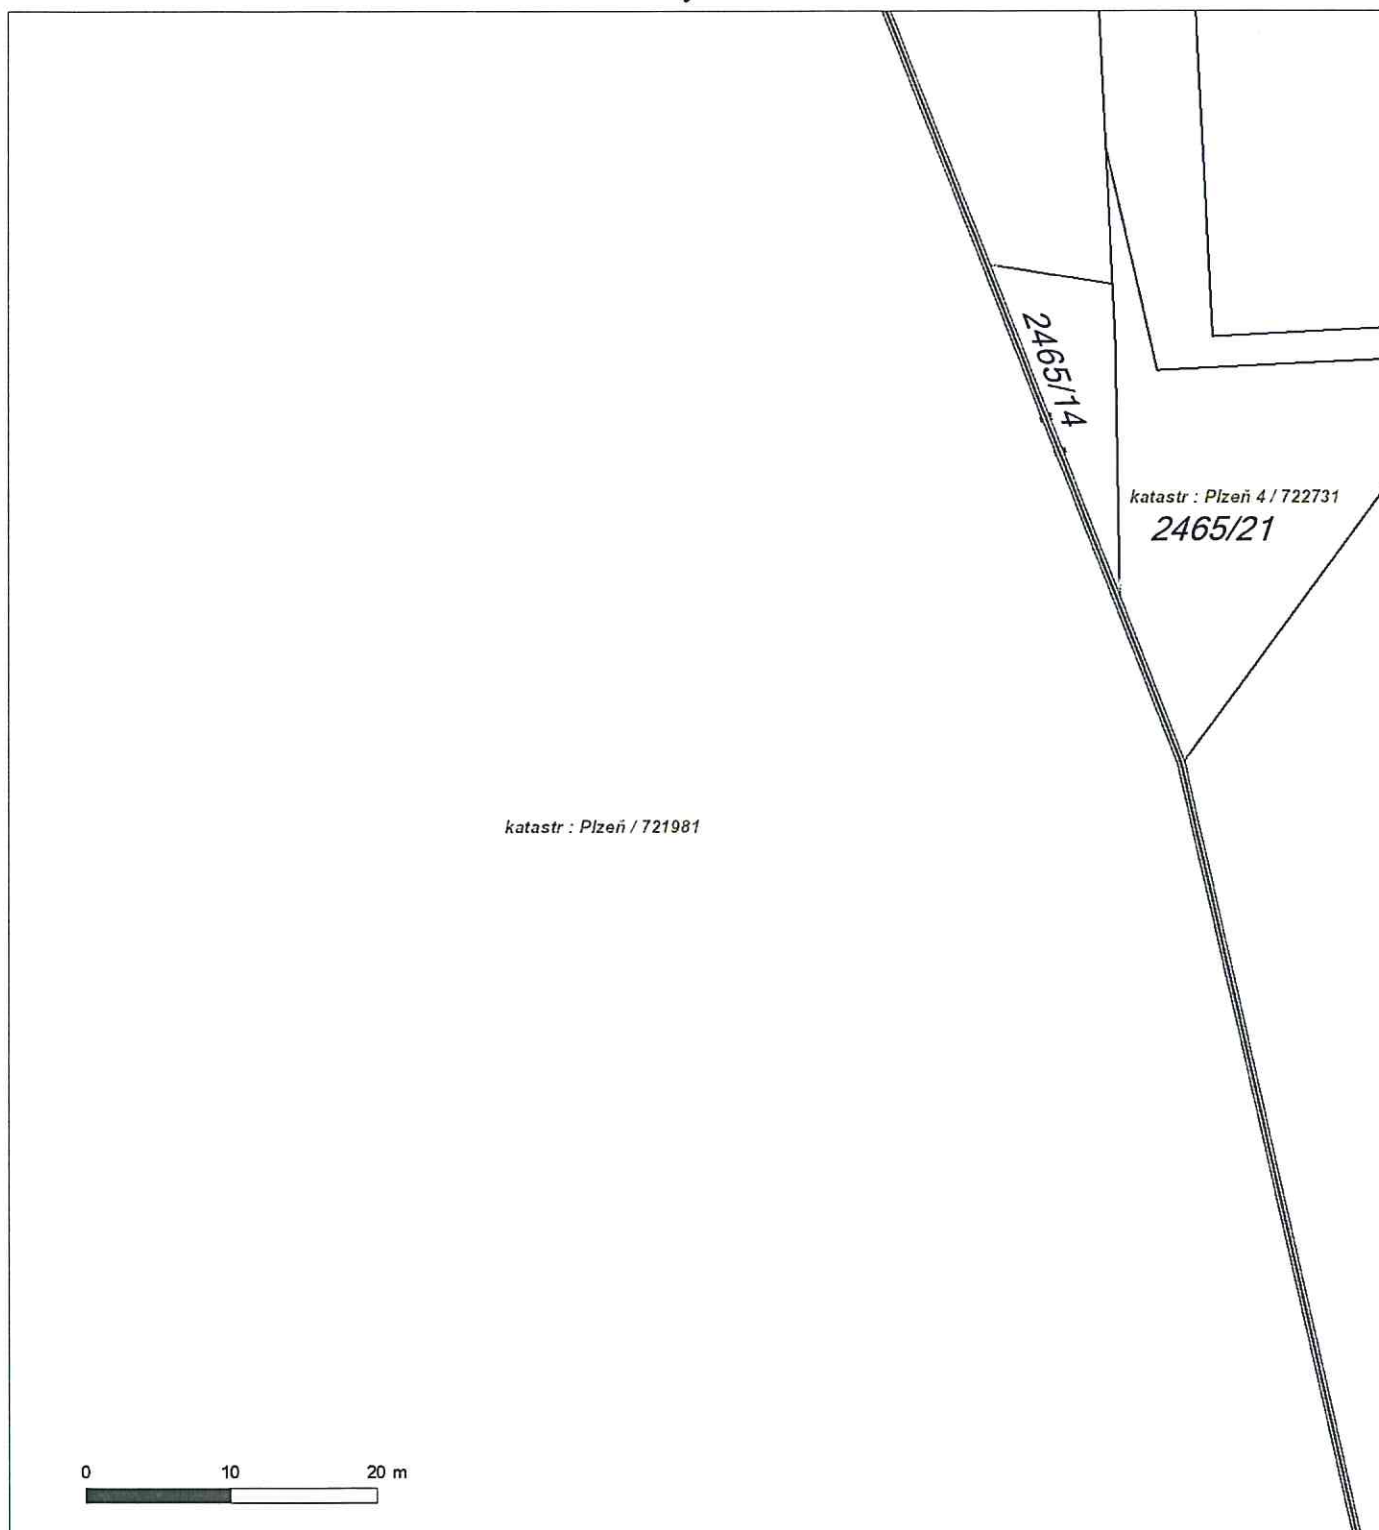 2465/14
katastr : Plzeň 4 / 722731
2465/21
katastr : Plzeň / 721981
0 10 20 m